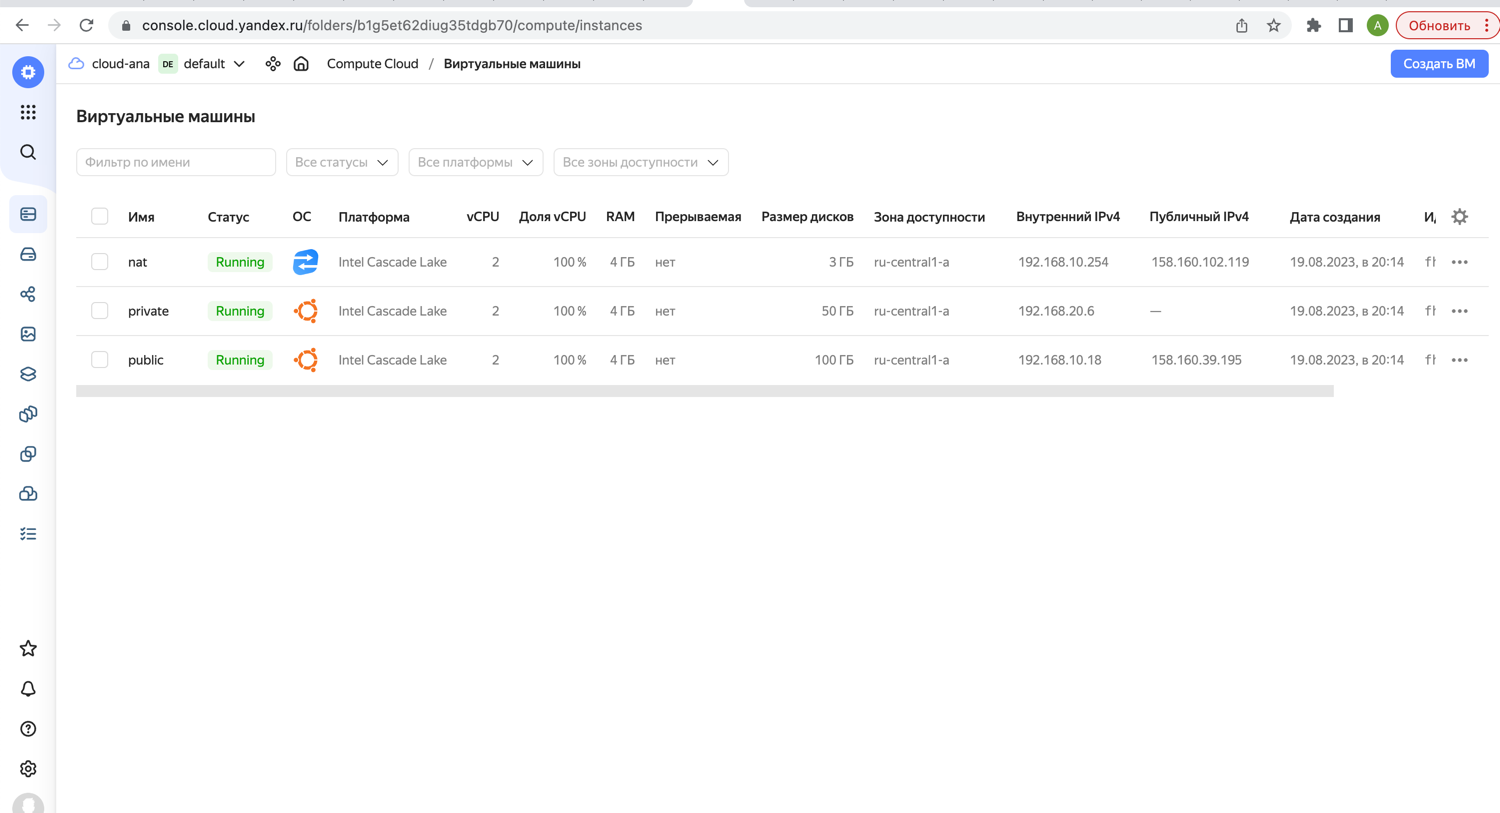 console.cloud.yandex.ru/folders/b1g5et62diug35tdgb70/compute/instances
A
Обновить
cloud-ana DE default Compute Cloud / Виртуальные машины
Создать ВМ
Виртуальные машины
Фильтр по имени Все статусы Все платформы Все зоны доступности
Имя Статус ОС Платформа vCPU Доля vCPU RAM Прерываемая Размер дисков Зона доступности Внутренний IPv4 Публичный IPv4 Дата создания
nat Running Intel Cascade Lake 2 100 % 4 ГБ нет 3 ГБ ru-central1-a 192.168.10.254 158.160.102.119 19.08.2023, в 20:14
private Running Intel Cascade Lake 2 100 % 4 ГБ нет 50 ГБ ru-central1-a 192.168.20.6 — 19.08.2023, в 20:14
public Running Intel Cascade Lake 2 100 % 4 ГБ нет 100 ГБ ru-central1-a 192.168.10.18 158.160.39.195 19.08.2023, в 20:14